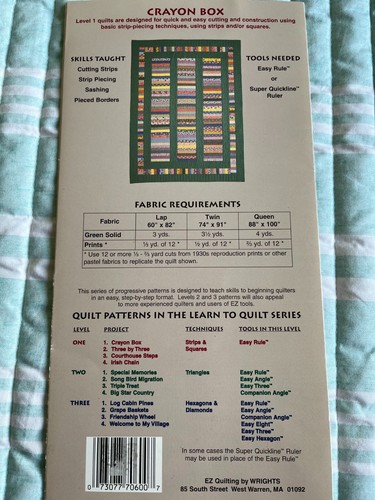 CRAYON BOX
Level 1 quilts are designed for quick and easy cutting and construction using
basic strip-piecing techniques, using strips and/or squares.
SKILLS TAUGHT
Cutting Strips
Strip Piecing
Sashing
Pieced Borders
TOOLS NEEDED
Easy Rule™
or
Super Quickline™
Ruler
FABRIC REQUIREMENTS
Fabric Lap Twin Queen
60" x 82" 74" x 91" 88" x 100"
Green Solid 3 yds. 3½ yds. 4 yds.
Prints * ⅓ yd. of 12 * ½ yd. of 12 * ⅔ yd. of 12 *
* Use 12 or more ⅓ - ⅔ yard cuts from 1930s reproduction prints or other
pastel fabrics to replicate the quilt shown.
This series of progressive patterns is designed to teach skills to beginning quilters
in an easy, step-by-step format. Levels 2 and 3 patterns will also appeal
to more experienced quilters and users of EZ tools.
QUILT PATTERNS IN THE LEARN TO QUILT SERIES
LEVEL PROJECT TECHNIQUES TOOLS IN THIS LEVEL
ONE 1. Crayon Box Strips & Easy Rule™
2. Three by Three Squares
3. Courthouse Steps
4. Irish Chain
TWO 1. Special Memories Triangles Easy Rule™
2. Song Bird Migration Easy Angle™
3. Triple Treat Easy Three™
4. Big Star Country Companion Angle™
THREE 1. Log Cabin Pines Hexagons & Easy Rule™
2. Grape Baskets Diamonds Easy Angle™
3. Friendship Wheel Companion Angle™
4. Welcome to My Village Easy Eight™
Easy Three™
Easy Hexagon™
In some cases the Super Quickline™ Ruler
may be used in place of the Easy Rule™
0 73077 70600 7
EZ Quilting by WRIGHTS
85 South Street West Warren, MA 01092